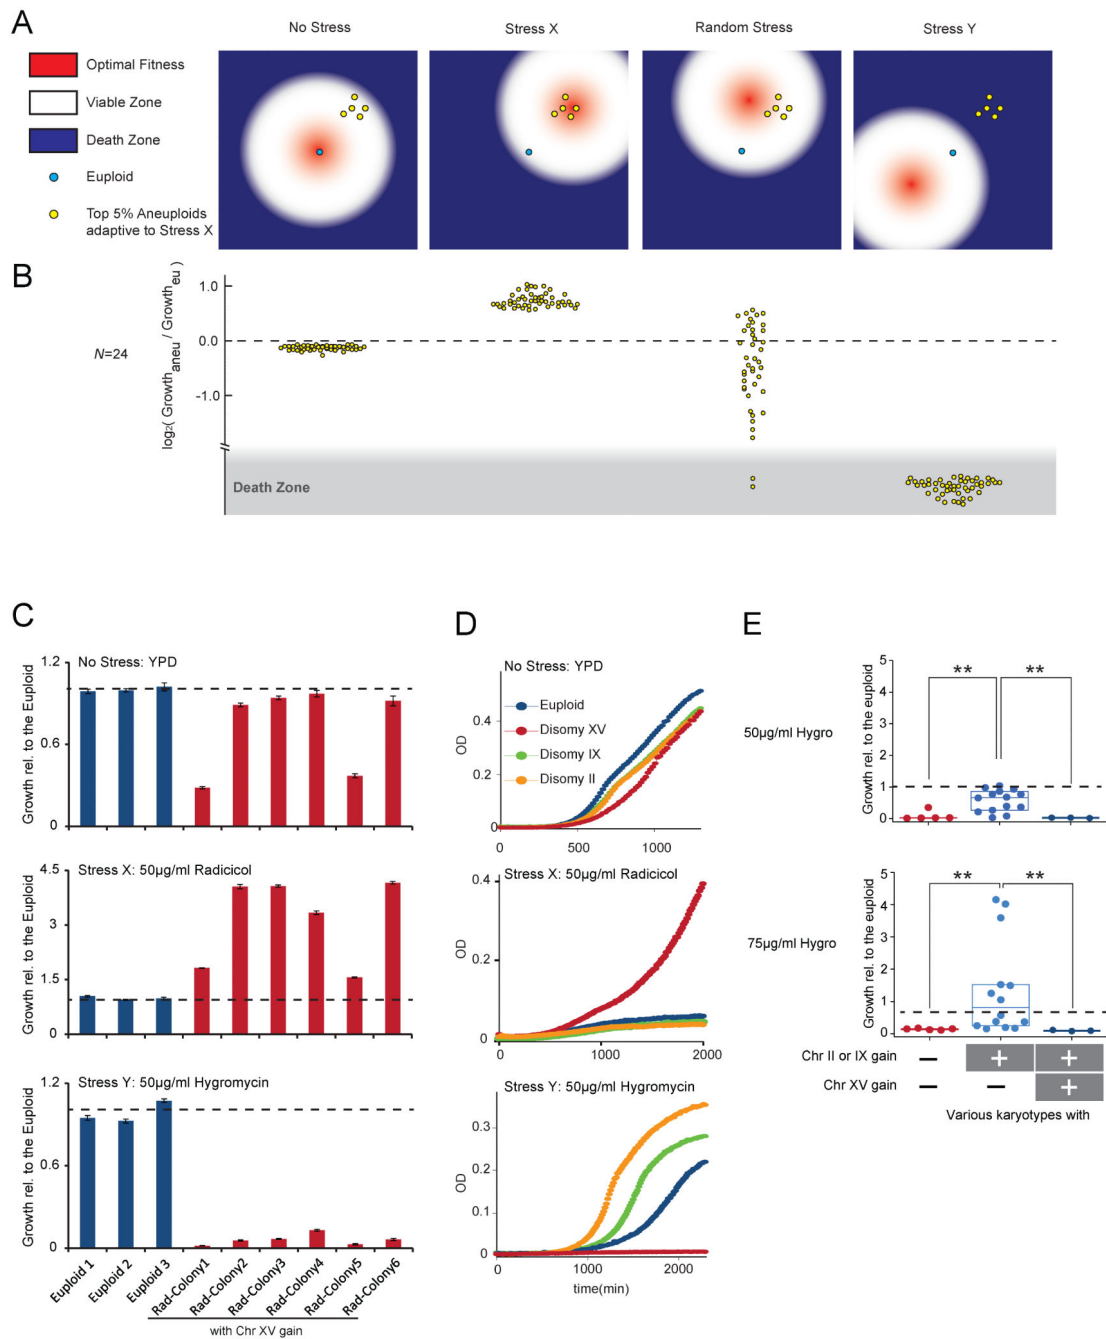 A
No Stress
Stress X
Random Stress
Stress Y
Optimal Fitness
Viable Zone
Death Zone
Euploid
Top 5% Aneuploids
adaptive to Stress X
B
N=24
log2( Growthaneu / Growtheu )
1.0
0.0
-1.0
Death Zone
C
No Stress: YPD
Growth rel. to the Euploid
1.2
0.6
0
Stress X: 50µg/ml Radicicol
Growth rel. to the Euploid
4.5
3
1.5
0
Stress Y: 50µg/ml Hygromycin
Growth rel. to the Euploid
1.2
0.6
0
Euploid 1
Euploid 2
Euploid 3
Rad-Colony1
Rad-Colony2
Rad-Colony3
Rad-Colony4
Rad-Colony5
Rad-Colony6
with Chr XV gain
D
No Stress: YPD
OD
0.4
0.2
0
Euploid
Disomy XV
Disomy IX
Disomy II
0 500 1000
Stress X: 50µg/ml Radicicol
OD
0.4
0.2
0
0 1000 2000
Stress Y: 50µg/ml Hygromycin
OD
0.3
0.2
0.1
0
0 1000 2000
time(min)
E
50µg/ml Hygro
Growth rel. to the euploid
5
4
3
2
1
0
** **
75µg/ml Hygro
Growth rel. to the euploid
5
4
3
2
1
0
** **
Chr II or IX gain – + +
Chr XV gain – – +
Various karyotypes with